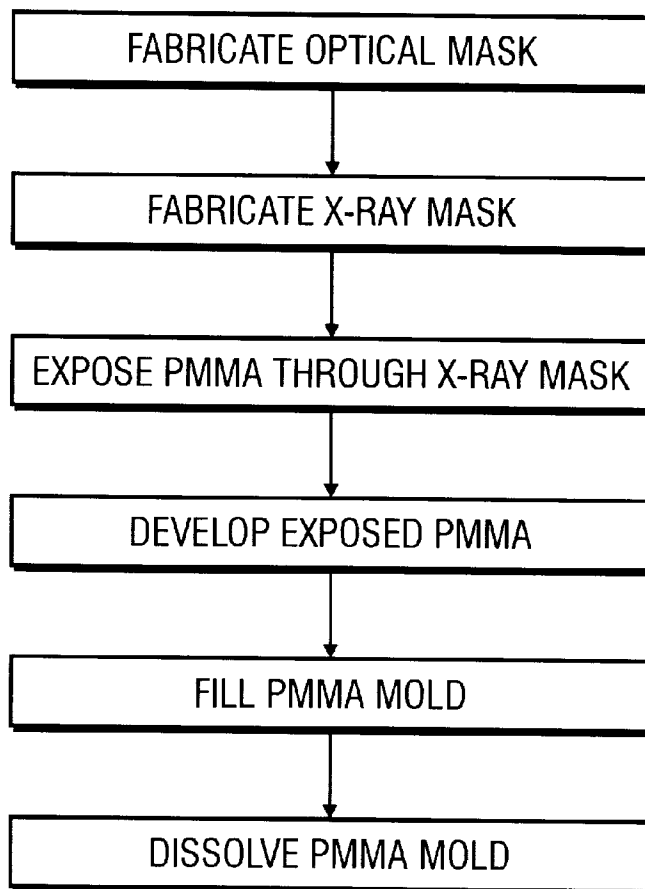 FABRICATE OPTICAL MASK
FABRICATE X-RAY MASK
EXPOSE PMMA THROUGH X-RAY MASK
DEVELOP EXPOSED PMMA
FILL PMMA MOLD
DISSOLVE PMMA MOLD